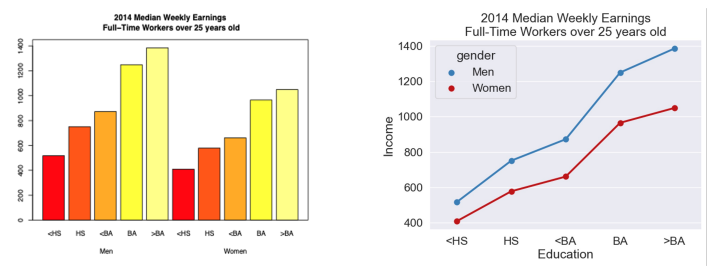 2014 Median Weekly Earnings
Full–Time Workers over 25 years old
1400
1200
1000
800
600
400
200
0
<HS HS <BA BA >BA <HS HS <BA BA >BA
Men Women
2014 Median Weekly Earnings
Full-Time Workers over 25 years old
gender
Men
Women
1400
1200
1000
800
600
400
Income
<HS HS <BA BA >BA
Education